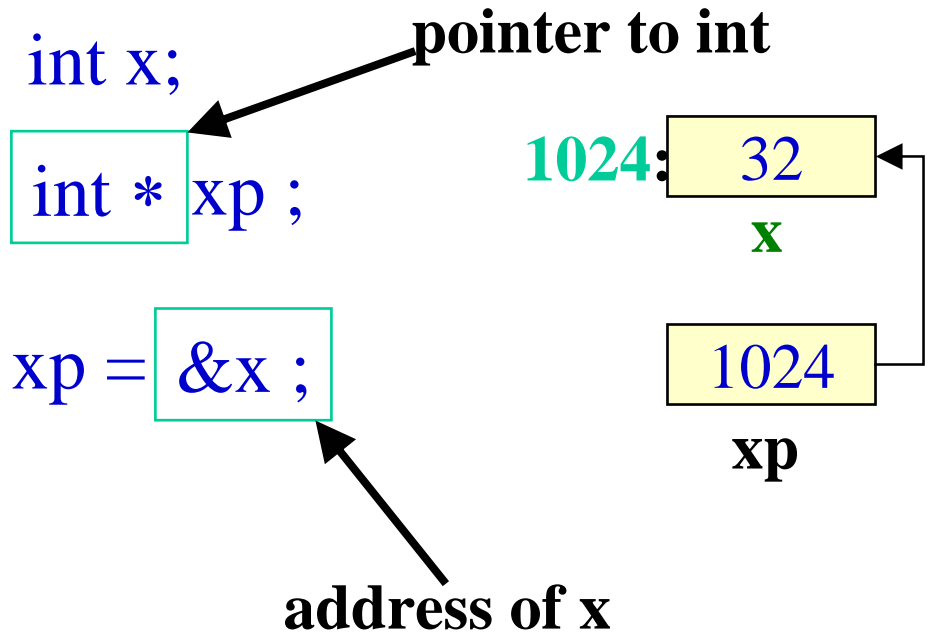 pointer to int
int x;
int * xp ;
1024: 32
x
xp = &x ;
1024
xp
address of x